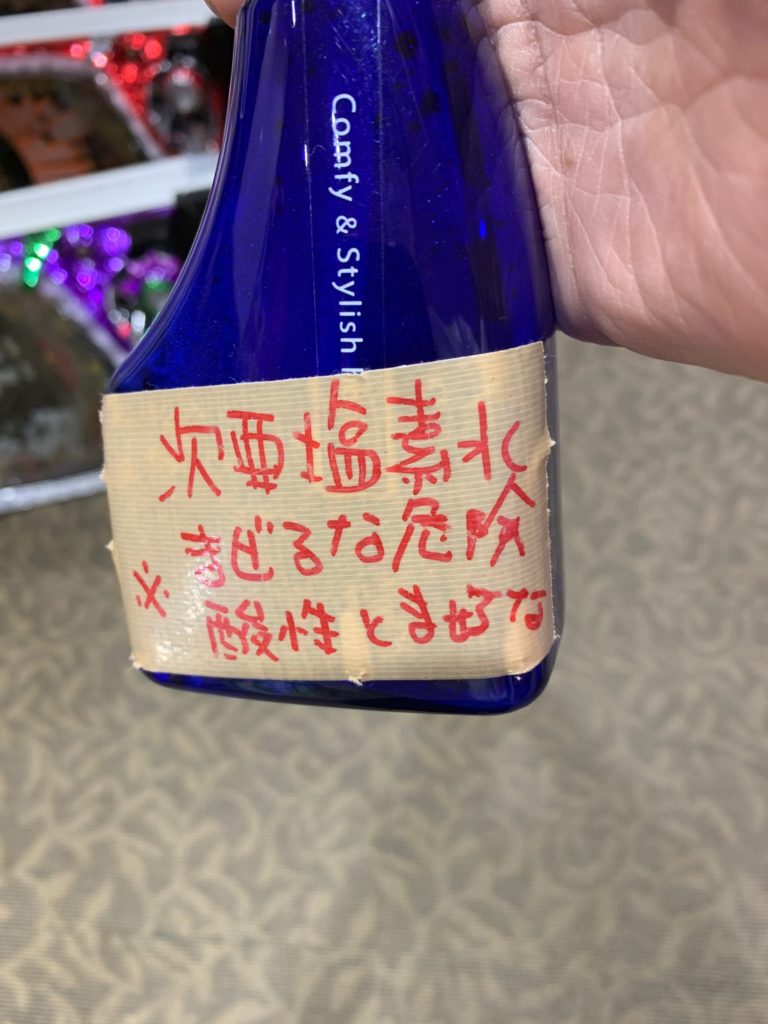 Comfy & Stylish
次亜塩素水
まぜるな危険
※酸性とまぜるな